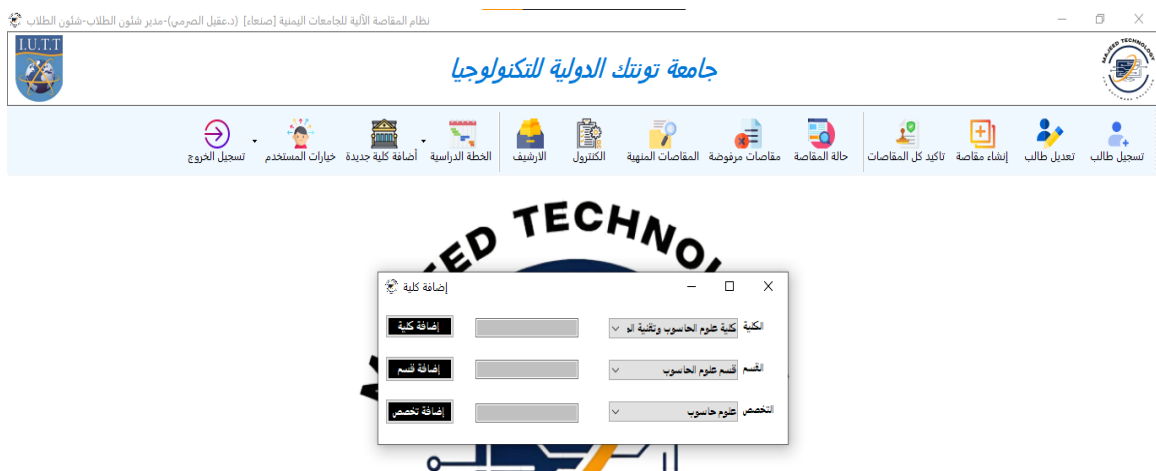 نظام المقاصة الآلية للجامعات اليمنية [صنعاء] (د.عقيل الصرمي)-مدير شئون الطلاب-شئون الطلاب
I.U.T.T
جامعة تونتك الدولية للتكنولوجيا
MAJEED TECHNOLOGY
تسجيل طالب
تعديل طالب
إنشاء مقاصة
تاكيد كل المقاصات
حالة المقاصة
مقاصات مرفوضة
المقاصات المنهية
الكنترول
الارشيف
الخطة الدراسية
أضافة كلية جديدة
خيارات المستخدم
تسجيل الخروج
TECHNO
إضافة كلية
الكلية كلية علوم الحاسوب وتقنية الم إضافة كلية
القسم قسم علوم الحاسوب إضافة قسم
التخصص علوم حاسوب إضافة تخصص